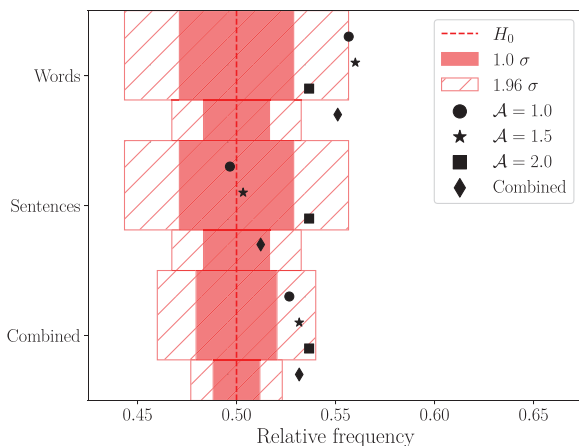 H₀
1.0 σ
1.96 σ
𝒜 = 1.0
𝒜 = 1.5
𝒜 = 2.0
Combined
Words
Sentences
Combined
0.45 0.50 0.55 0.60 0.65
Relative frequency